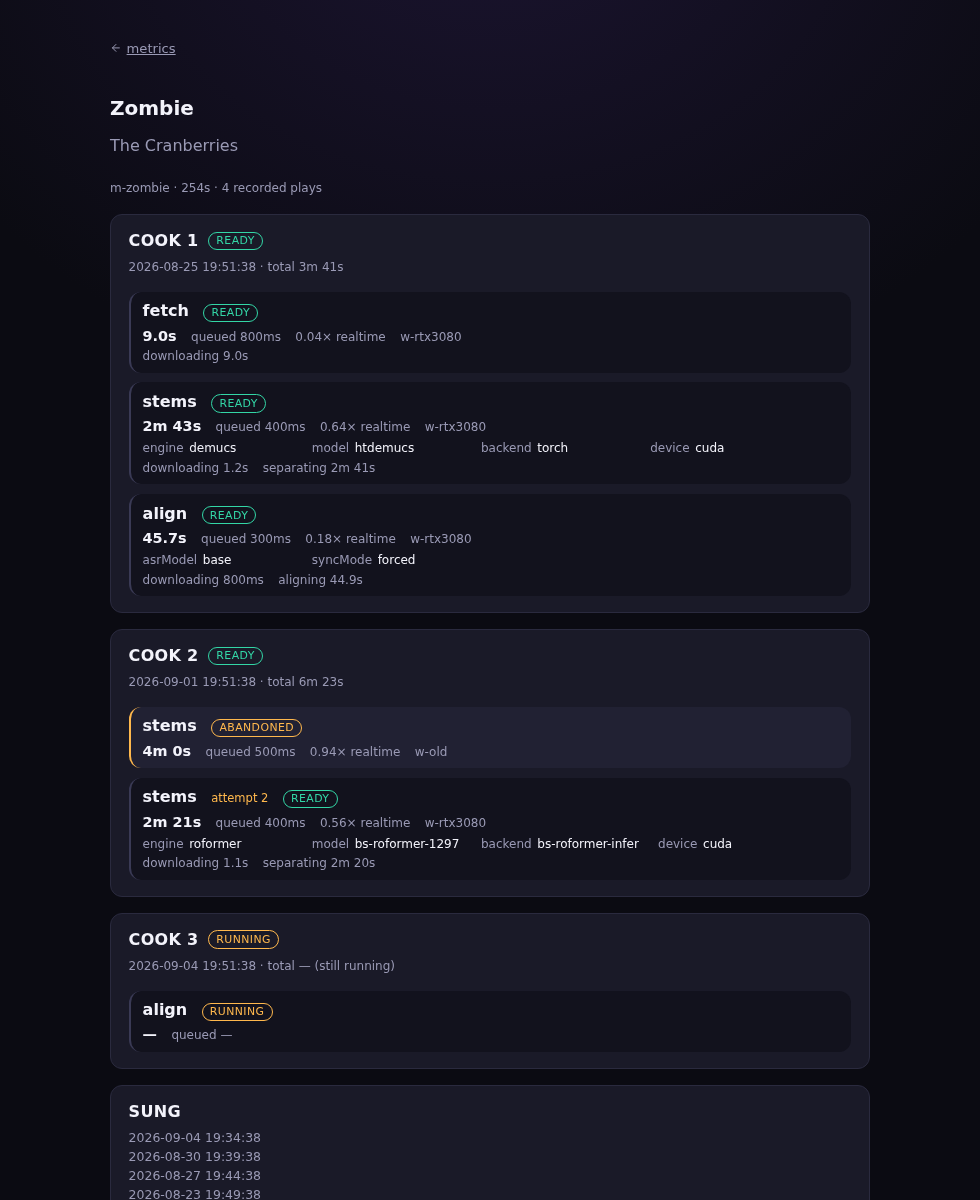 ← metrics
Zombie
The Cranberries
m-zombie · 254s · 4 recorded plays
COOK 1 READY
2026-08-25 19:51:38 · total 3m 41s
fetch READY
9.0s queued 800ms 0.04× realtime w-rtx3080
downloading 9.0s
stems READY
2m 43s queued 400ms 0.64× realtime w-rtx3080
engine demucs model htdemucs backend torch device cuda
downloading 1.2s separating 2m 41s
align READY
45.7s queued 300ms 0.18× realtime w-rtx3080
asrModel base syncMode forced
downloading 800ms aligning 44.9s
COOK 2 READY
2026-09-01 19:51:38 · total 6m 23s
stems ABANDONED
4m 0s queued 500ms 0.94× realtime w-old
stems attempt 2 READY
2m 21s queued 400ms 0.56× realtime w-rtx3080
engine roformer model bs-roformer-1297 backend bs-roformer-infer device cuda
downloading 1.1s separating 2m 20s
COOK 3 RUNNING
2026-09-04 19:51:38 · total — (still running)
align RUNNING
— queued —
SUNG
2026-09-04 19:34:38
2026-08-30 19:39:38
2026-08-27 19:44:38
2026-08-23 19:49:38